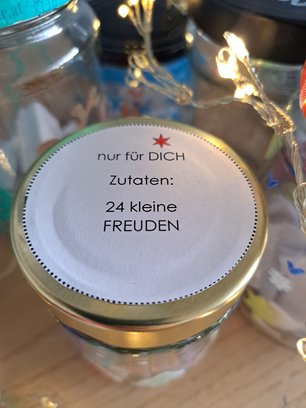 nur für DICH
Zutaten:
24 kleine
FREUDEN